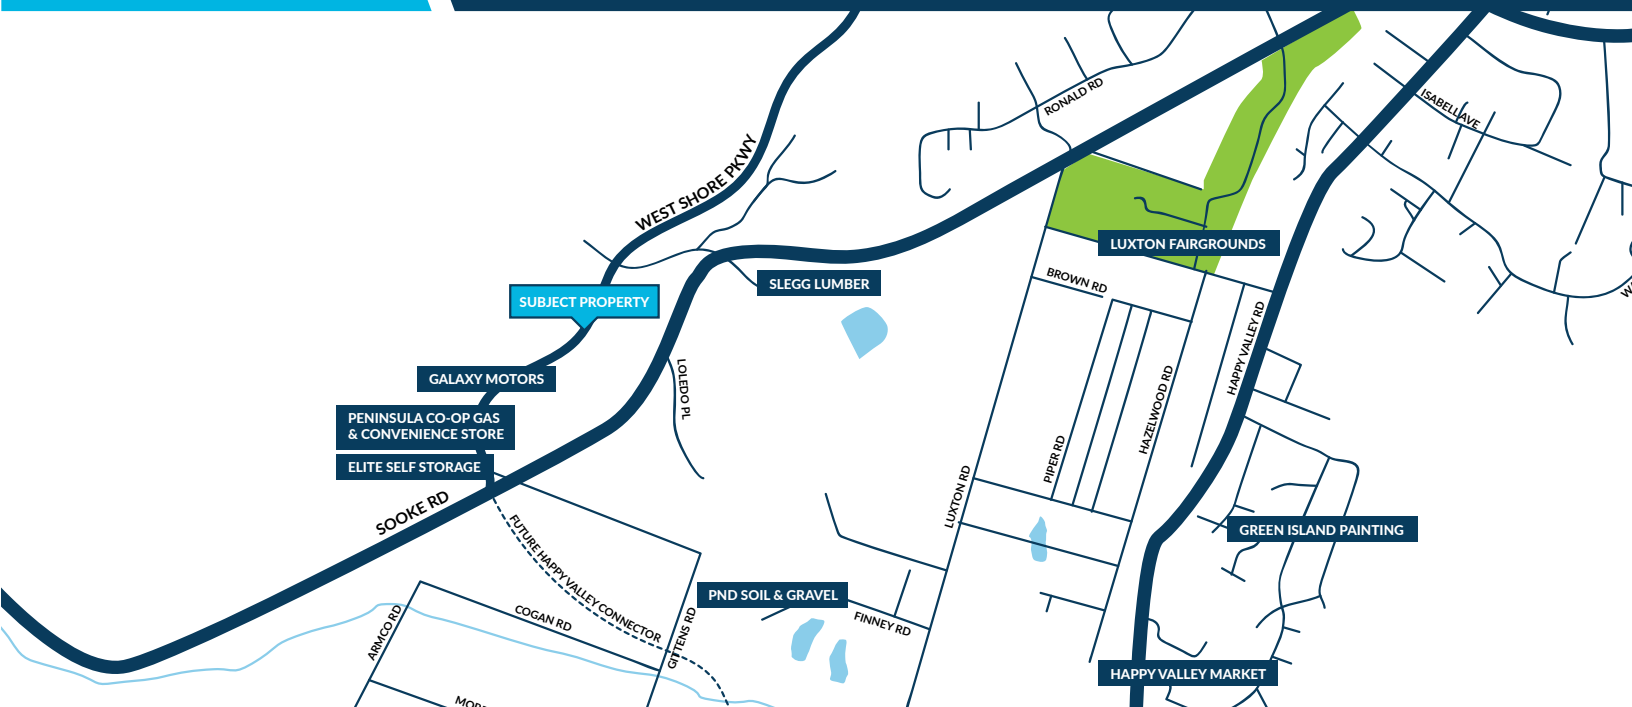 RONALD RD
ISABELL AVE
WEST SHORE PKWY
LUXTON FAIRGROUNDS
BROWN RD
SLEGG LUMBER
SUBJECT PROPERTY
HAPPY VALLEY RD
GALAXY MOTORS
LOLEDO PL
HAZELWOOD RD
PENINSULA CO-OP GAS
& CONVENIENCE STORE
PIPER RD
ELITE SELF STORAGE
LUXTON RD
SOOKE RD
GREEN ISLAND PAINTING
FUTURE HAPPY VALLEY CONNECTOR
PND SOIL & GRAVEL
COGAN RD
ARMCO RD
GITTENS RD
FINNEY RD
HAPPY VALLEY MARKET